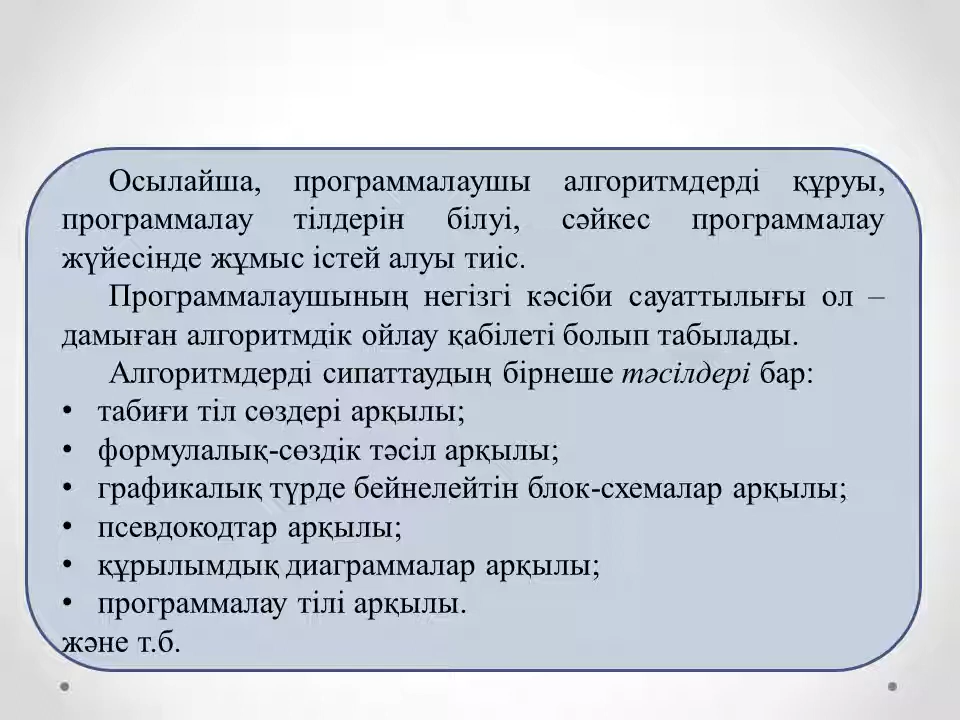 Осылайша, программалаушы алгоритмдерді құруы,
программалау тілдерін білуі, сәйкес программалау
жүйесінде жұмыс істей алуы тиіс.
Программалаушының негізгі кәсіби сауаттылығы ол –
дамыған алгоритмдік ойлау қабілеті болып табылады.
Алгоритмдерді сипаттаудың бірнеше тәсілдері бар:
• табиғи тіл сөздері арқылы;
• формулалық-сөздік тәсіл арқылы;
• графикалық түрде бейнелейтін блок-схемалар арқылы;
• псевдокодтар арқылы;
• құрылымдық диаграммалар арқылы;
• программалау тілі арқылы.
және т.б.